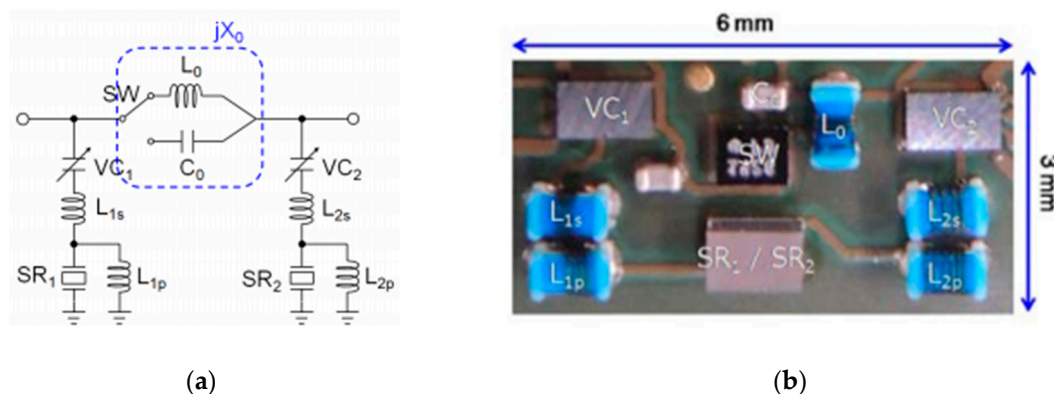 jX₀
L₀
SW
C₀
VC₁
VC₂
L₁ₛ
L₂ₛ
SR₁
L₁ₚ
SR₂
L₂ₚ
(a)
6 mm
3 mm
VC₁
L₀
VC₂
SW
L₁ₛ
L₂ₛ
SR₁ / SR₂
L₁ₚ
L₂ₚ
(b)